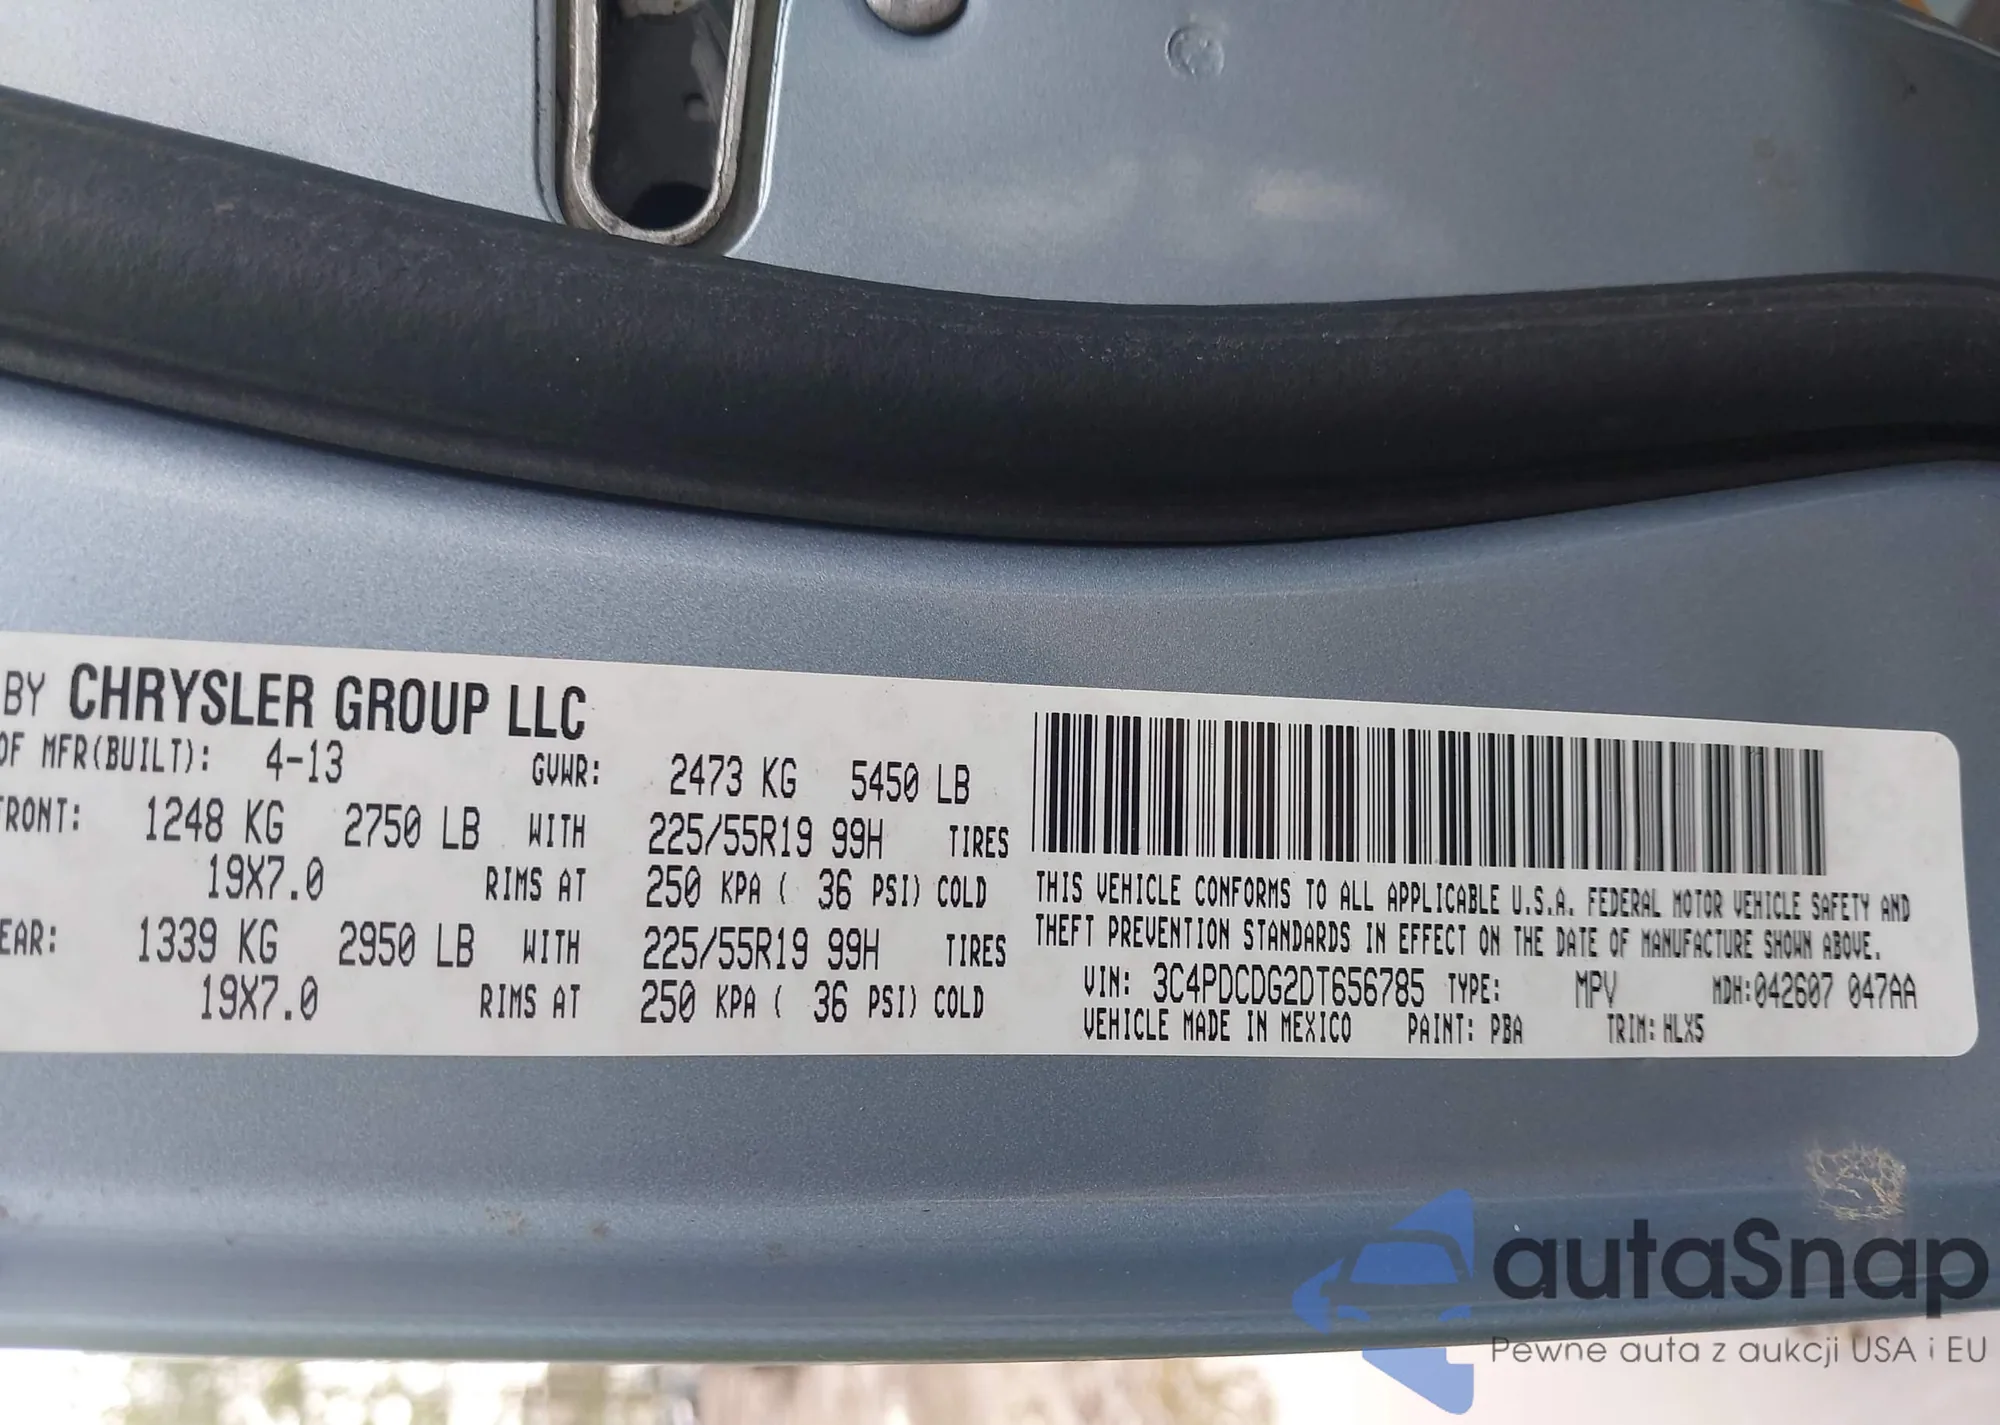 BY CHRYSLER GROUP LLC
OF MFR(BUILT): 4-13 GVWR: 2473 KG 5450 LB
FRONT: 1248 KG 2750 LB WITH 225/55R19 99H TIRES
19X7.0 RIMS AT 250 KPA ( 36 PSI) COLD
EAR: 1339 KG 2950 LB WITH 225/55R19 99H TIRES
19X7.0 RIMS AT 250 KPA ( 36 PSI) COLD
THIS VEHICLE CONFORMS TO ALL APPLICABLE U.S.A. FEDERAL MOTOR VEHICLE SAFETY AND
THEFT PREVENTION STANDARDS IN EFFECT ON THE DATE OF MANUFACTURE SHOWN ABOVE.
VIN: 3C4PDCDG2DT656785 TYPE: MPV MDH:042607 047AA
VEHICLE MADE IN MEXICO PAINT: PBA TRIM: HLX5
autaSnap
Pewne auta z aukcji USA i EU